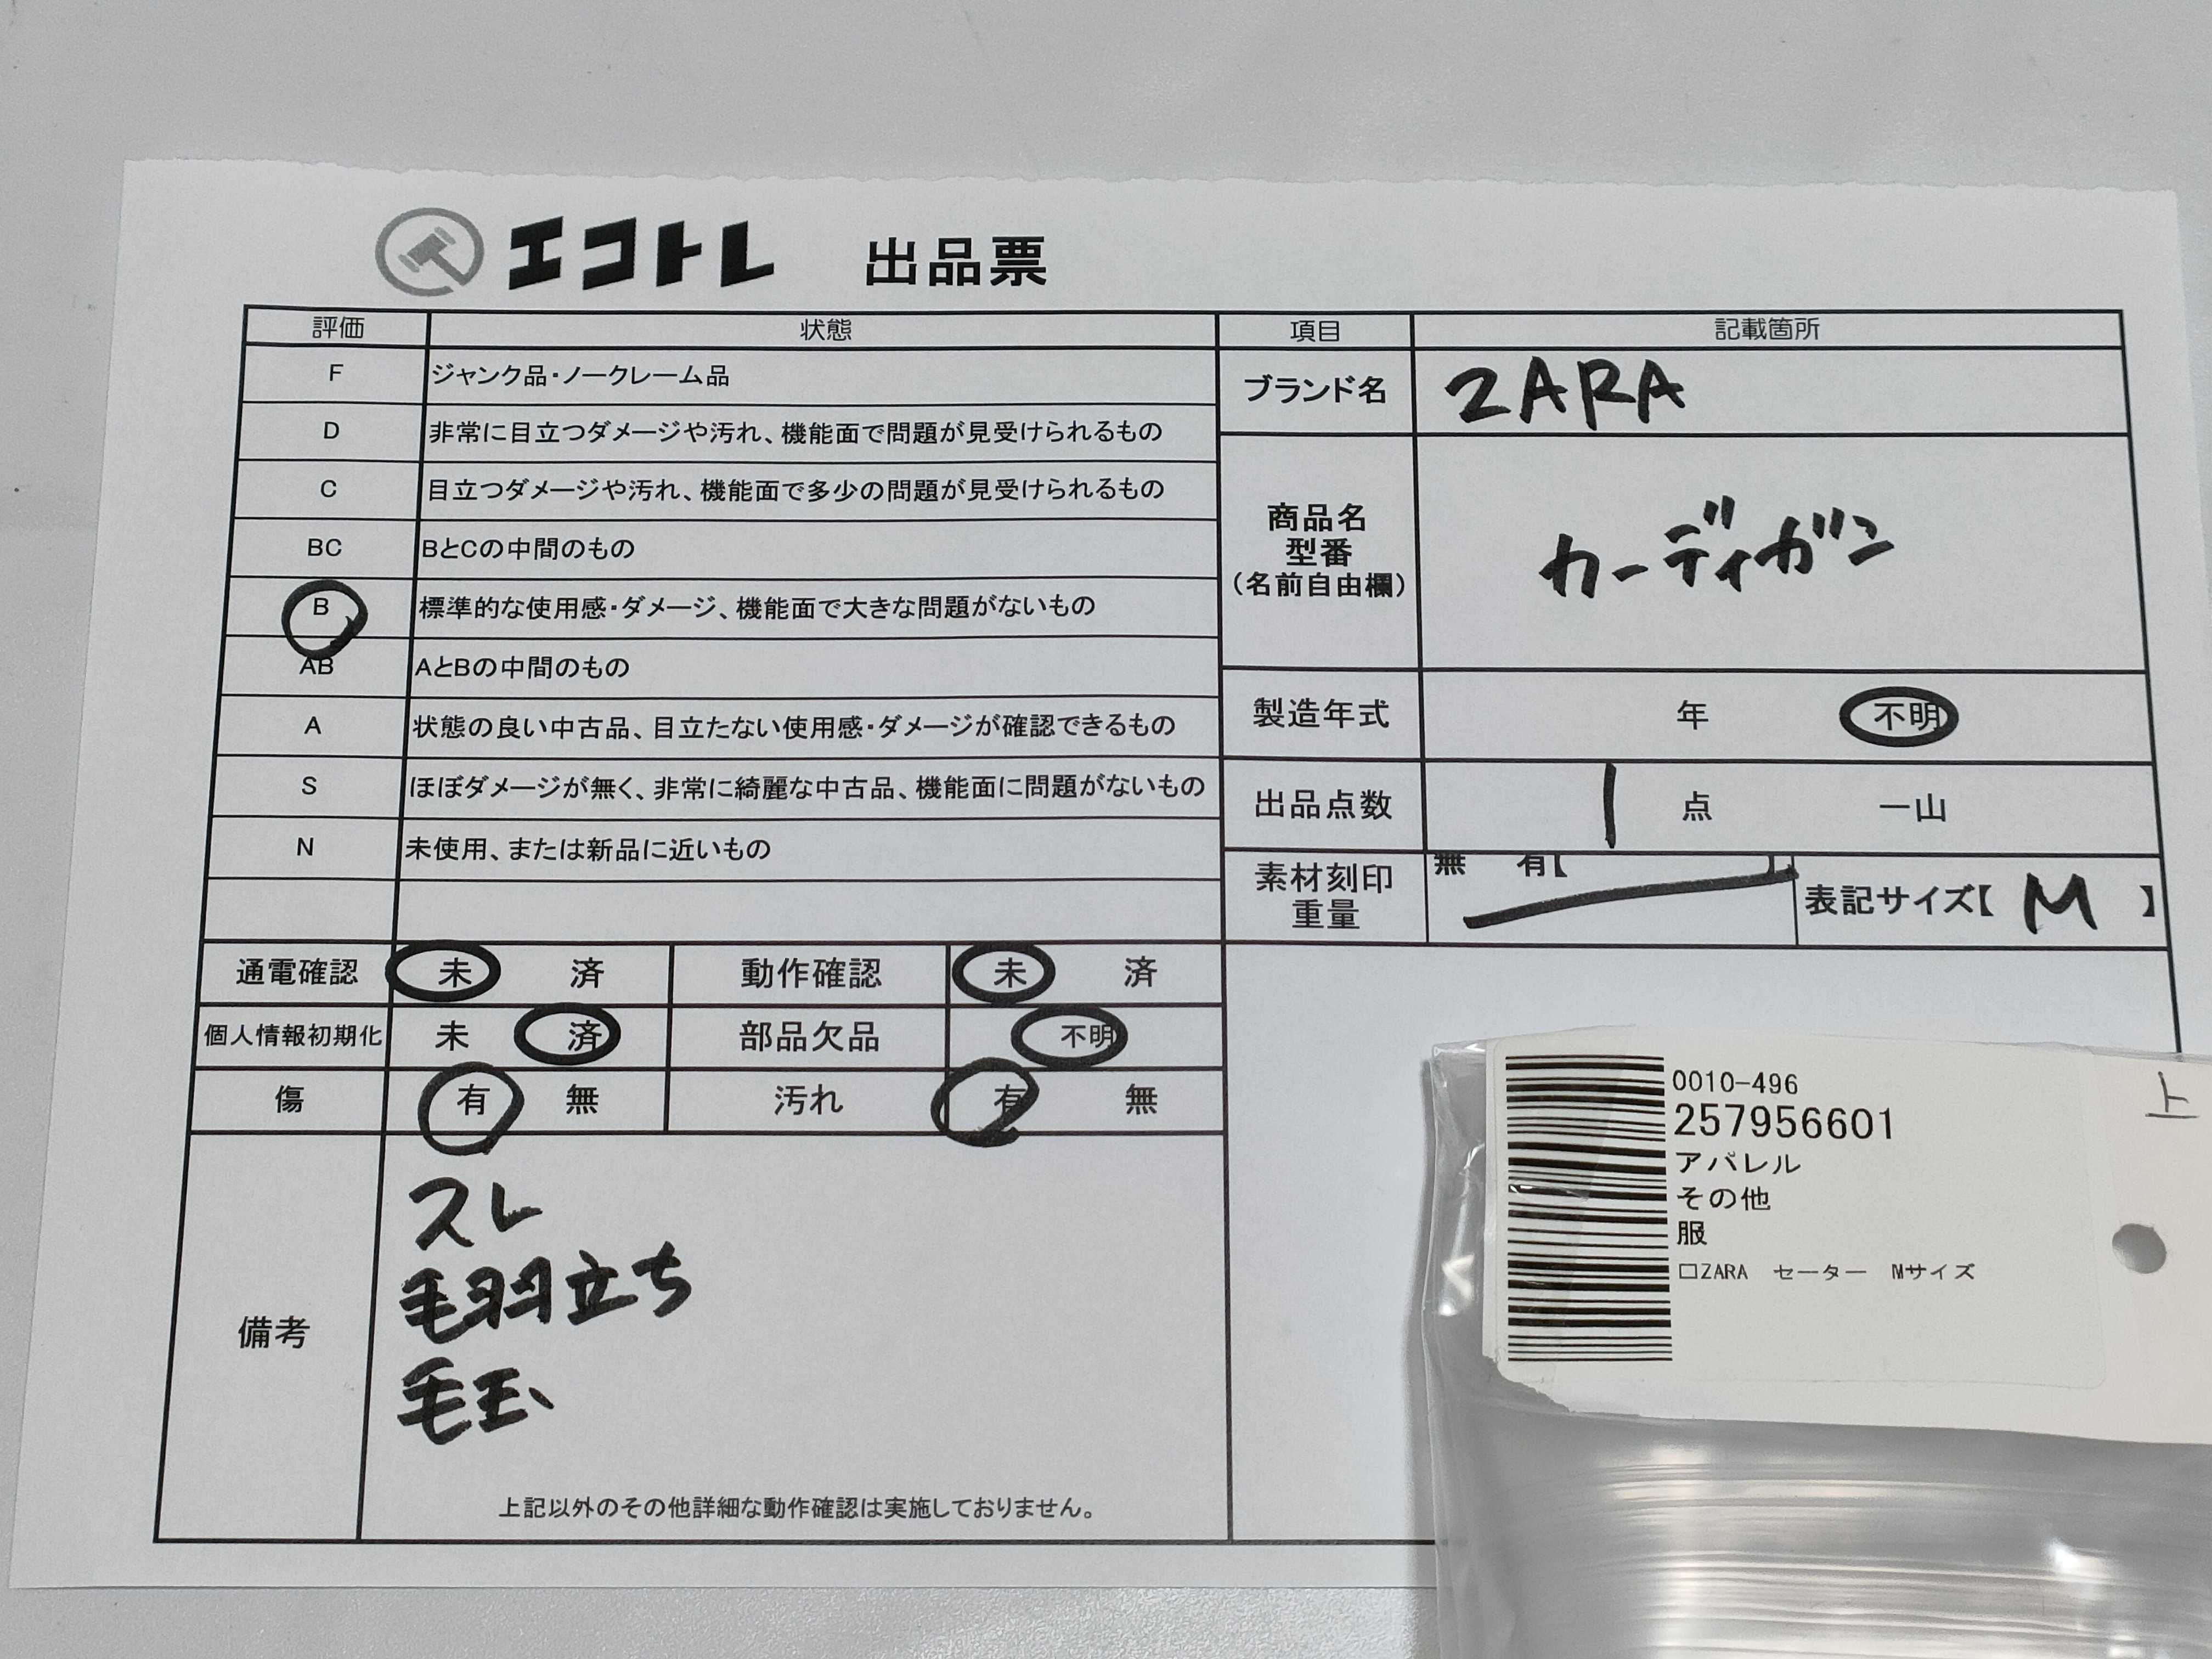 エコトレ 出品票
評価 状態 項目 記載箇所
F ジャンク品・ノークレーム品
D 非常に目立つダメージや汚れ、機能面で問題が見受けられるもの
C 目立つダメージや汚れ、機能面で多少の問題が見受けられるもの
BC BとCの中間のもの
B 標準的な使用感・ダメージ、機能面で大きな問題がないもの
AB AとBの中間のもの
A 状態の良い中古品、目立たない使用感・ダメージが確認できるもの
S ほぼダメージが無く、非常に綺麗な中古品、機能面に問題がないもの
N 未使用、または新品に近いもの
ブランド名 ZARA
商品名
型番
(名前自由欄)
カーディガン
製造年式 年 不明
出品点数 1 点 一山
素材刻印
重量
無 有【 】
表記サイズ【 M 】
通電確認 未 済 動作確認 未 済
個人情報初期化 未 済 部品欠品 不明
傷 有 無 汚れ 有 無
備考
スレ
毛羽立ち
毛玉
上記以外のその他詳細な動作確認は実施しておりません。
0010-496
257956601
アパレル
その他
服
口ZARA セーター Mサイズ
上